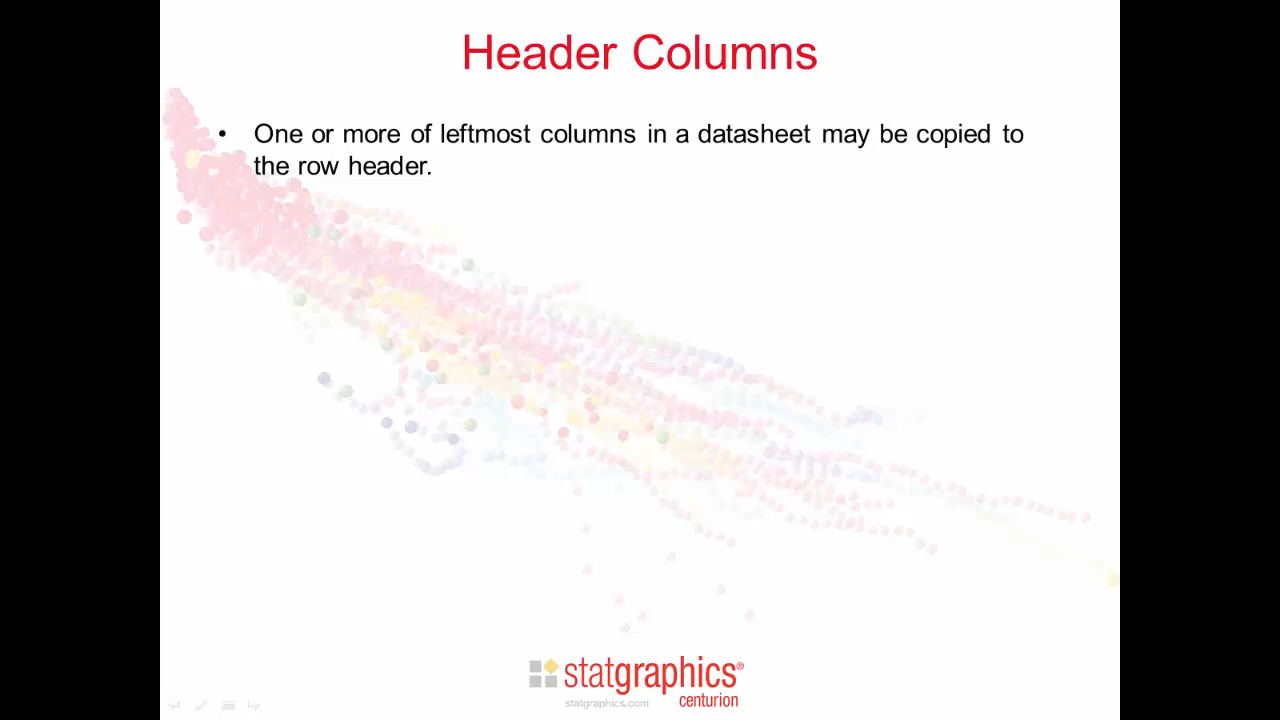 Header Columns
• One or more of leftmost columns in a datasheet may be copied to
the row header.
statgraphics®
centurion
statgraphics.com